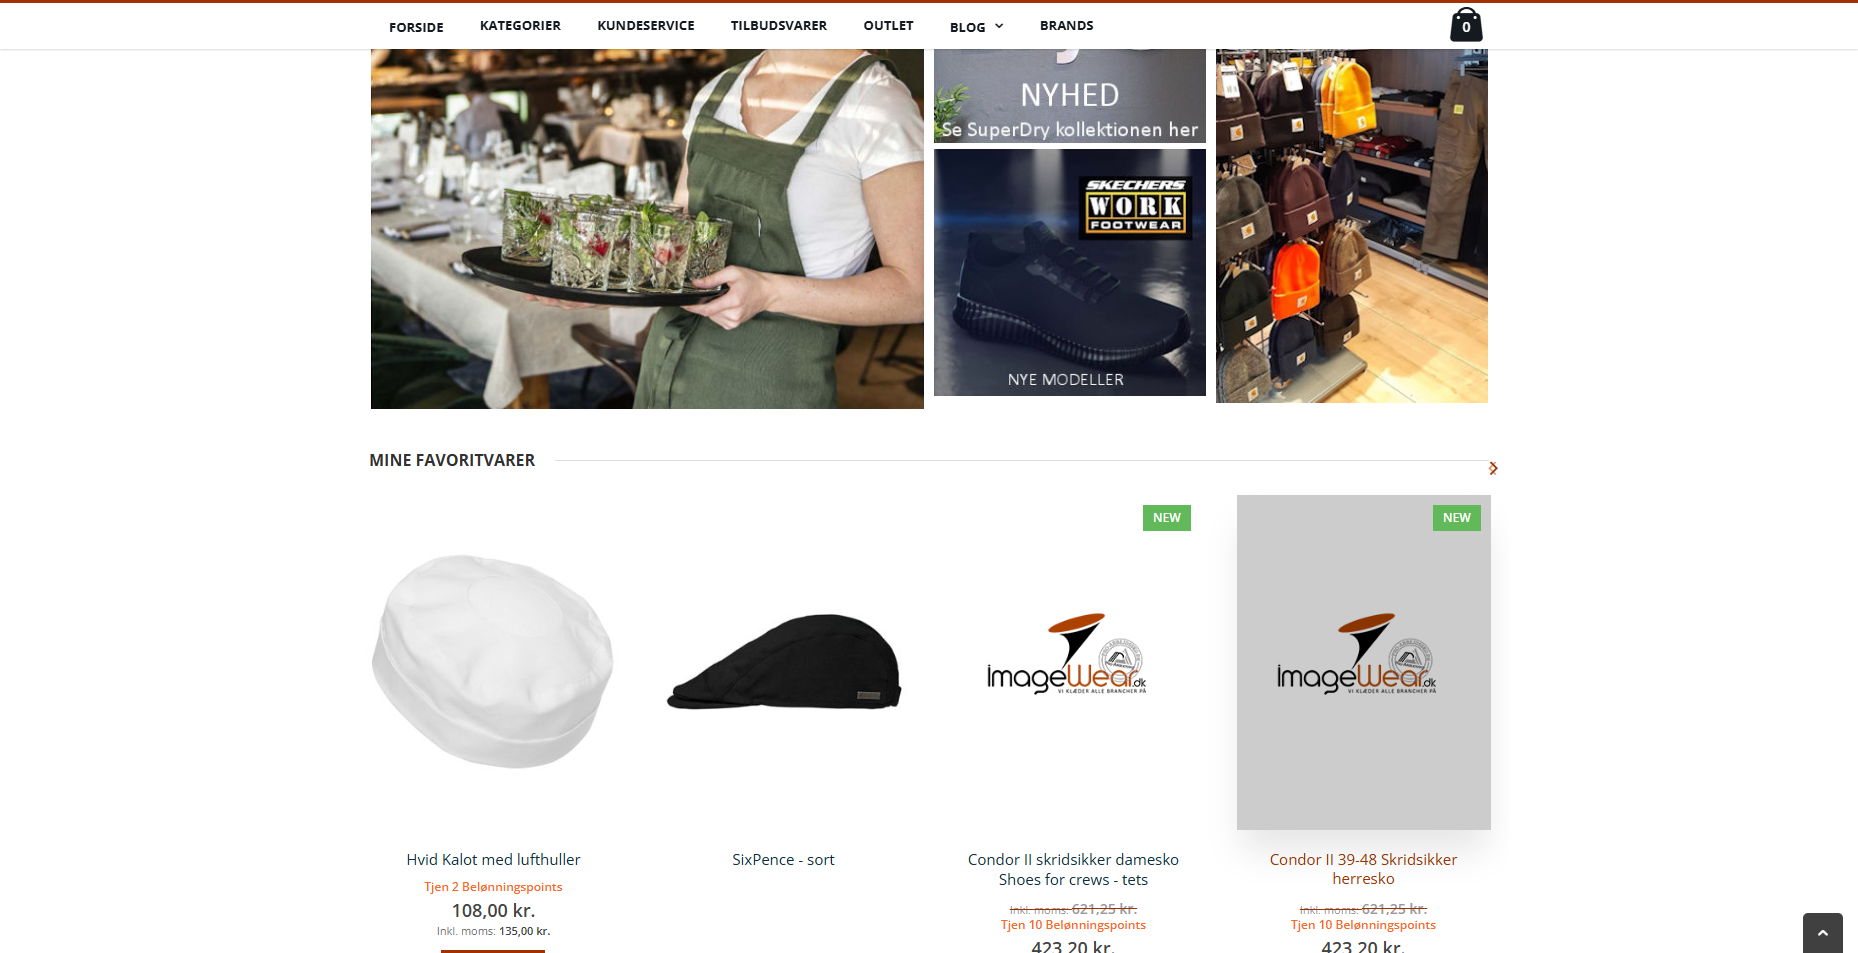 FORSIDE
KATEGORIER
KUNDESERVICE
TILBUDSVARER
OUTLET
BLOG
BRANDS
0
NYHED
Se SuperDry kollektionen her
SKECHERS
WORK
FOOTWEAR
NYE MODELLER
MINE FAVORITVARER
NEW
NEW
imageWear.dk
VI KLÆDER ALLE BRANCHER PÅ
imageWear.dk
VI KLÆDER ALLE BRANCHER PÅ
Hvid Kalot med lufthuller
Tjen 2 Belønningspoints
108,00 kr.
Inkl. moms: 135,00 kr.
SixPence - sort
Condor II skridsikker damesko
Shoes for crews - tets
Inkl. moms: 621,25 kr.
Tjen 10 Belønningspoints
423,20 kr.
Condor II 39-48 Skridsikker
herresko
Inkl. moms: 621,25 kr.
Tjen 10 Belønningspoints
423,20 kr.